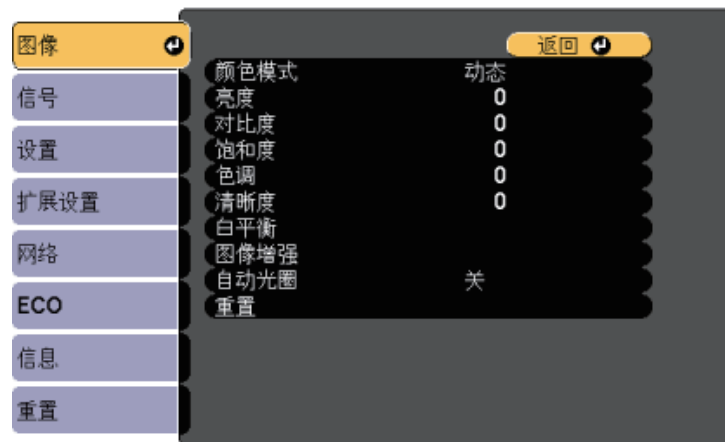 图像
信号
设置
扩展设置
网络
ECO
信息
重置
返回
颜色模式 动态
亮度 0
对比度 0
饱和度 0
色调 0
清晰度 0
白平衡
图像增强
自动光圈 关
重置